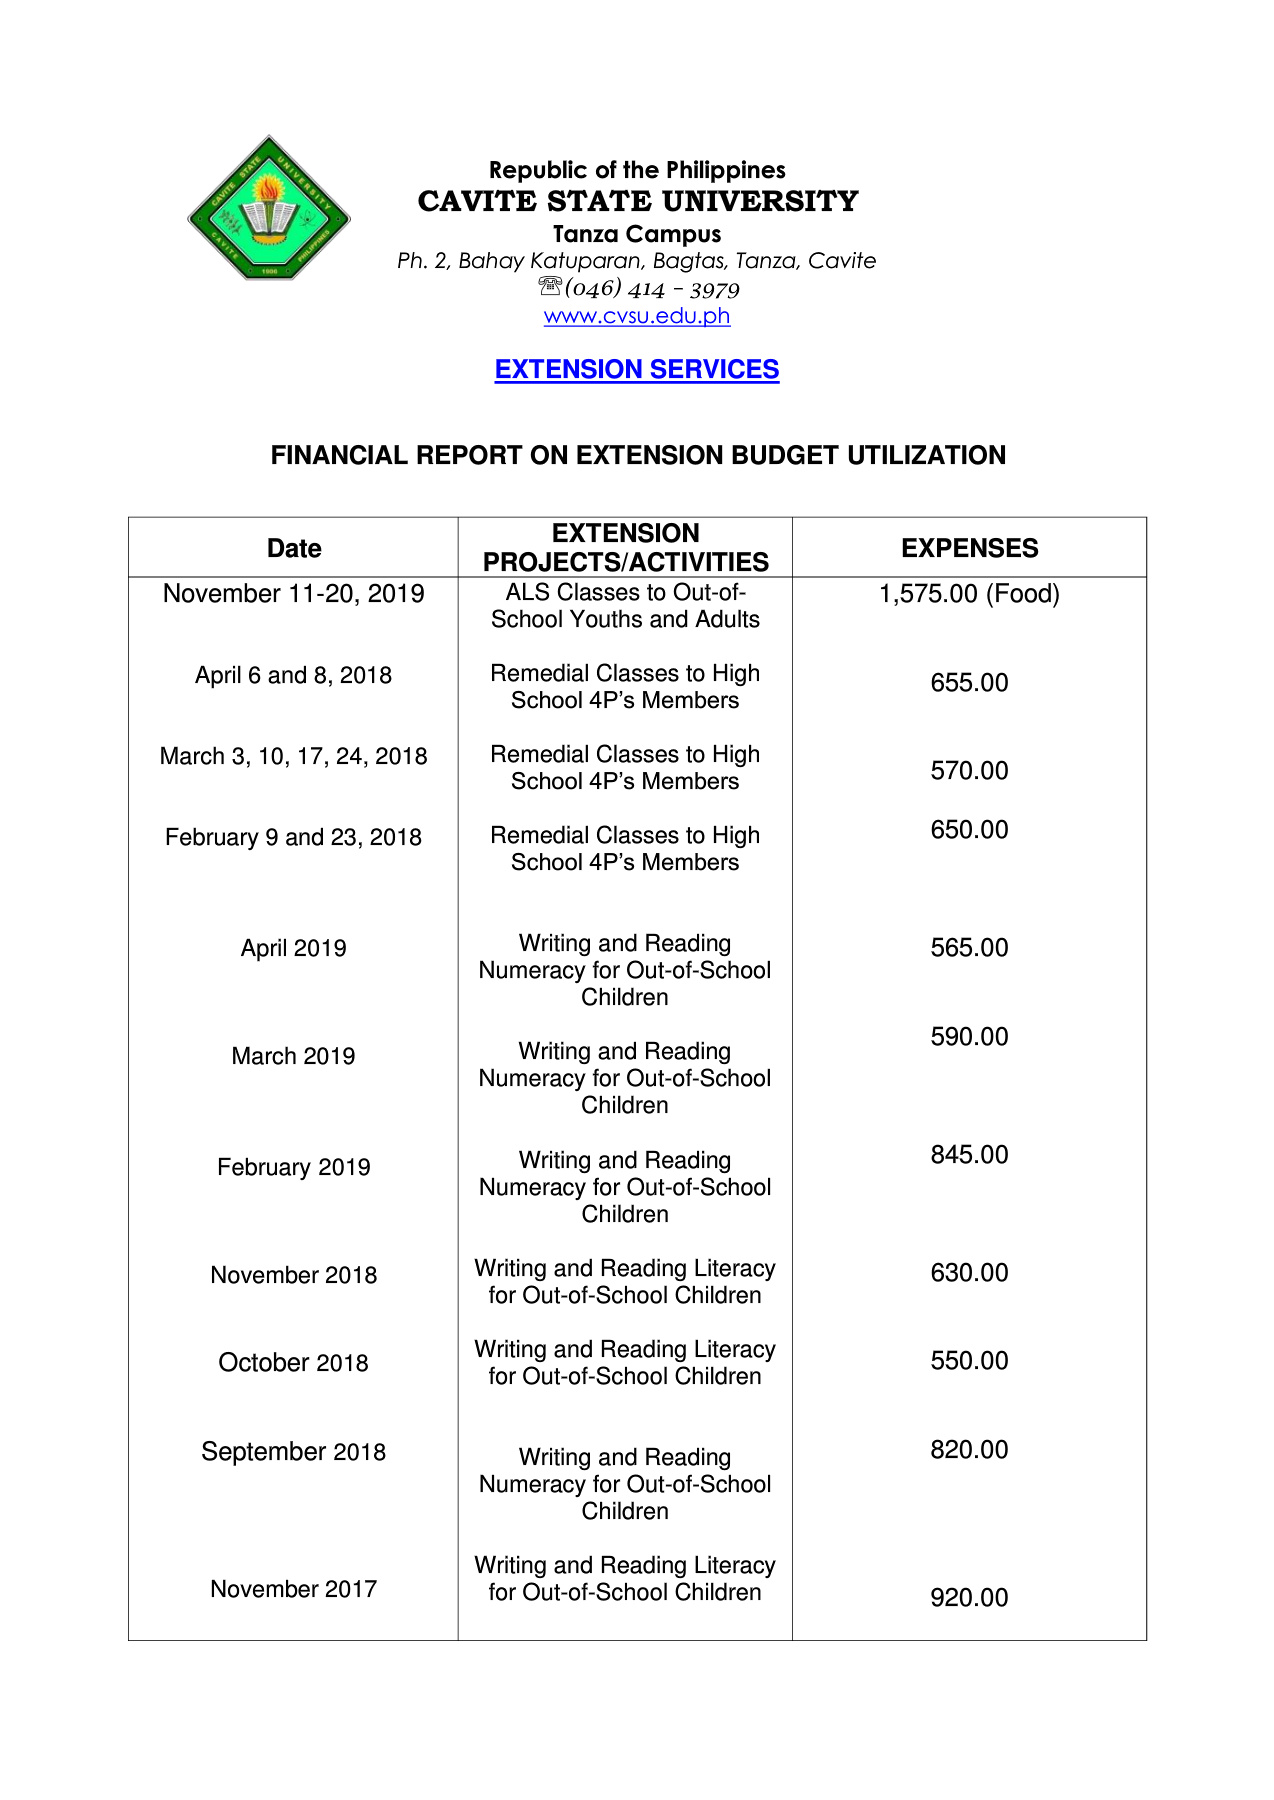 CAVITE STATE UNIVERSITY
CAVITE PHILIPPINES
1906
Republic of the Philippines
CAVITE STATE UNIVERSITY
Tanza Campus
Ph. 2, Bahay Katuparan, Bagtas, Tanza, Cavite
☏(046) 414 – 3979
www.cvsu.edu.ph
EXTENSION SERVICES
FINANCIAL REPORT ON EXTENSION BUDGET UTILIZATION
Date
EXTENSION
PROJECTS/ACTIVITIES
EXPENSES
November 11-20, 2019
ALS Classes to Out-of-
School Youths and Adults
1,575.00 (Food)
April 6 and 8, 2018
Remedial Classes to High
School 4P’s Members
655.00
March 3, 10, 17, 24, 2018
Remedial Classes to High
School 4P’s Members
570.00
February 9 and 23, 2018
Remedial Classes to High
School 4P’s Members
650.00
April 2019
Writing and Reading
Numeracy for Out-of-School
Children
565.00
March 2019
Writing and Reading
Numeracy for Out-of-School
Children
590.00
February 2019
Writing and Reading
Numeracy for Out-of-School
Children
845.00
November 2018
Writing and Reading Literacy
for Out-of-School Children
630.00
October 2018
Writing and Reading Literacy
for Out-of-School Children
550.00
September 2018
Writing and Reading
Numeracy for Out-of-School
Children
820.00
November 2017
Writing and Reading Literacy
for Out-of-School Children
920.00